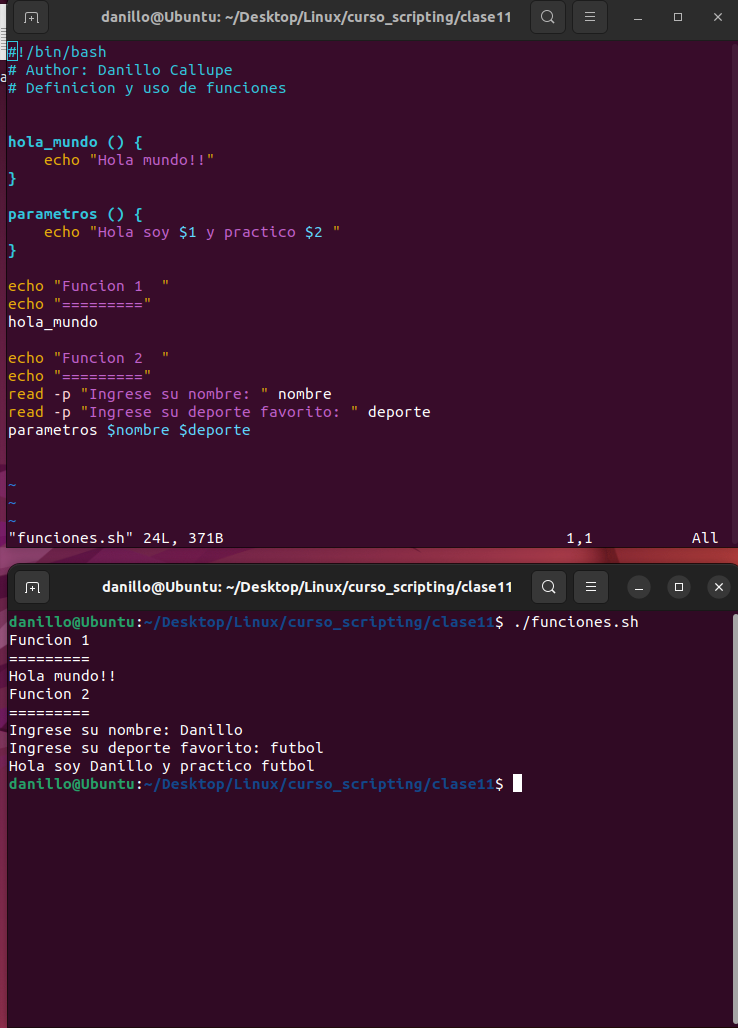 danillo@Ubuntu: ~/Desktop/Linux/curso_scripting/clase11
#!/bin/bash
# Author: Danillo Callupe
# Definicion y uso de funciones
hola_mundo () {
    echo "Hola mundo!!"
}
parametros () {
    echo "Hola soy $1 y practico $2 "
}
echo "Funcion 1  "
echo "========="
hola_mundo
echo "Funcion 2  "
echo "========="
read -p "Ingrese su nombre: " nombre
read -p "Ingrese su deporte favorito: " deporte
parametros $nombre $deporte
~
~
~
"funciones.sh" 24L, 371B 1,1 All
danillo@Ubuntu: ~/Desktop/Linux/curso_scripting/clase11
danillo@Ubuntu:~/Desktop/Linux/curso_scripting/clase11$ ./funciones.sh
Funcion 1
=========
Hola mundo!!
Funcion 2
=========
Ingrese su nombre: Danillo
Ingrese su deporte favorito: futbol
Hola soy Danillo y practico futbol
danillo@Ubuntu:~/Desktop/Linux/curso_scripting/clase11$